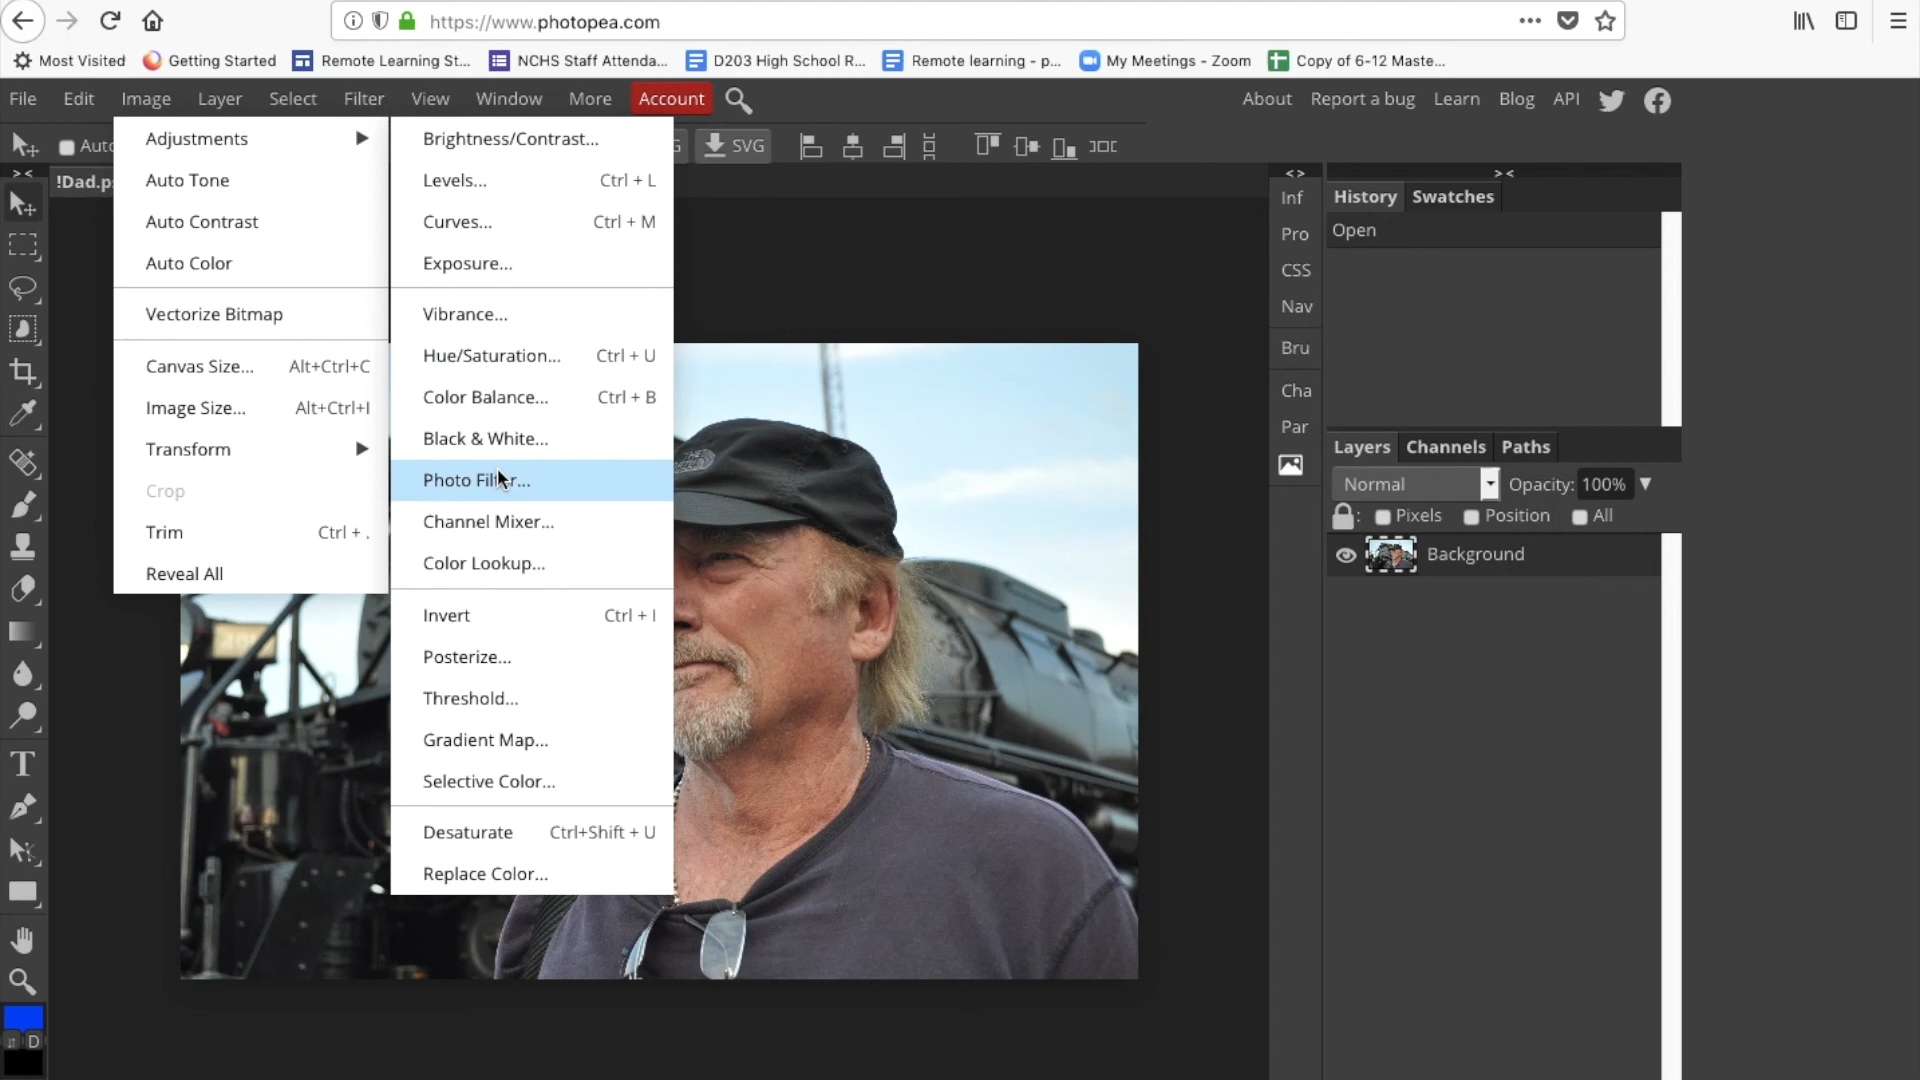 https://www.photopea.com
Most Visited Getting Started Remote Learning St... NCHS Staff Attenda... D203 High School R... Remote learning - p... My Meetings - Zoom Copy of 6-12 Maste...
File Edit Image Layer Select Filter View Window More Account About Report a bug Learn Blog API
Auto SVG
!Dad.ps
Adjustments
Auto Tone
Auto Contrast
Auto Color
Vectorize Bitmap
Canvas Size... Alt+Ctrl+C
Image Size... Alt+Ctrl+I
Transform
Crop
Trim Ctrl + .
Reveal All
Brightness/Contrast...
Levels... Ctrl + L
Curves... Ctrl + M
Exposure...
Vibrance...
Hue/Saturation... Ctrl + U
Color Balance... Ctrl + B
Black & White...
Photo Filter...
Channel Mixer...
Color Lookup...
Invert Ctrl + I
Posterize...
Threshold...
Gradient Map...
Selective Color...
Desaturate Ctrl+Shift + U
Replace Color...
THE
D
< >
Inf
Pro
CSS
Nav
Bru
Cha
Par
> <
History Swatches
Open
Layers Channels Paths
Normal Opacity: 100%
: Pixels Position All
Background